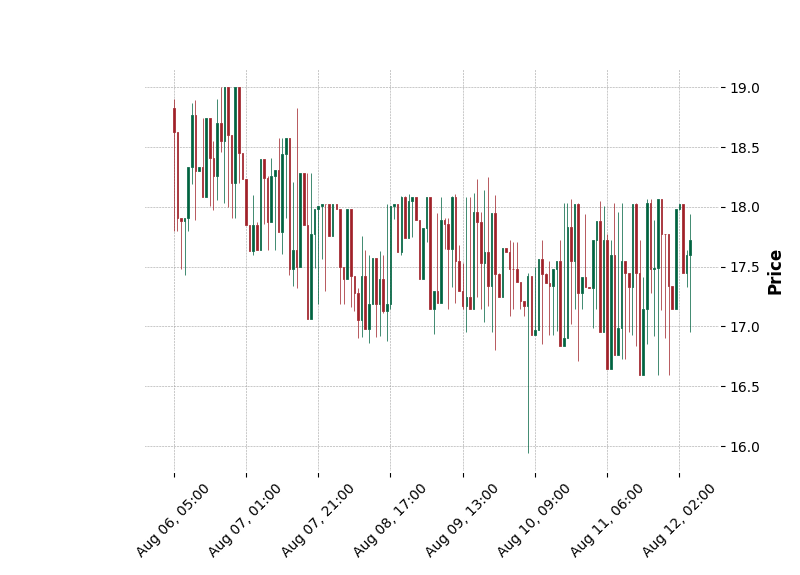 19.0
18.5
18.0
17.5
17.0
16.5
16.0
Price
Aug 06, 05:00
Aug 07, 01:00
Aug 07, 21:00
Aug 08, 17:00
Aug 09, 13:00
Aug 10, 09:00
Aug 11, 06:00
Aug 12, 02:00